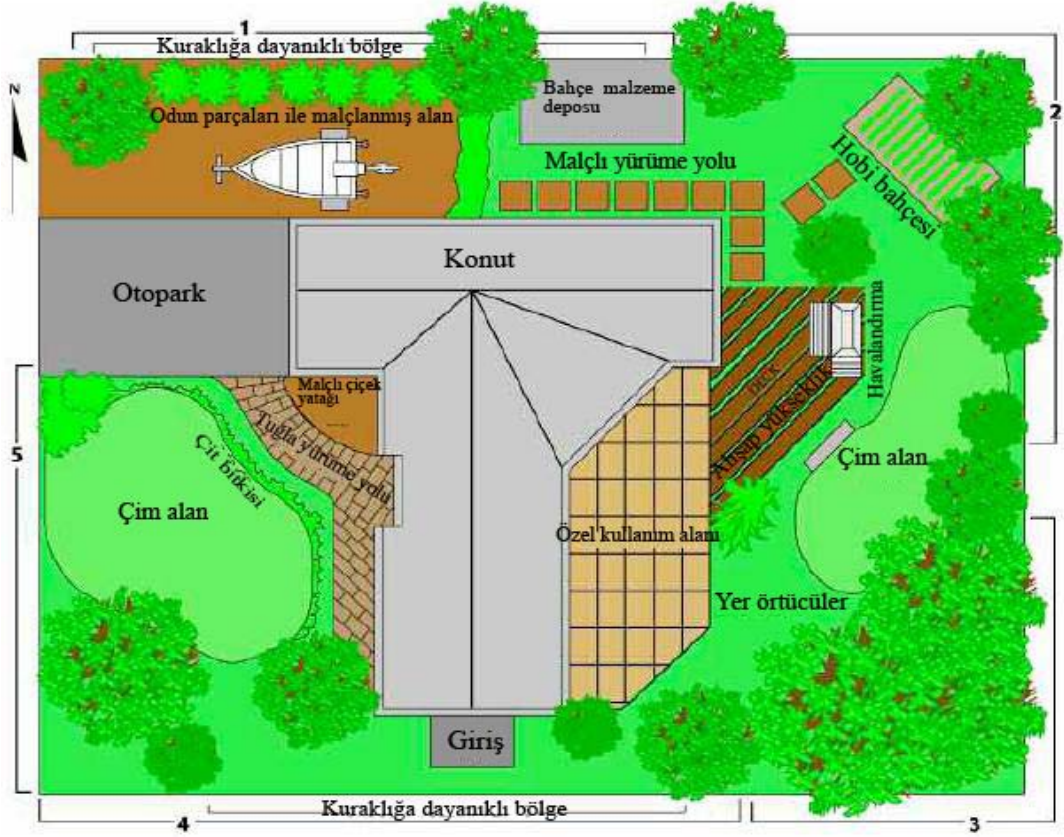 1
Kuraklığa dayanıklı bölge
N
Bahçe malzeme
deposu
2
Odun parçaları ile malçlanmış alan
Malçlı yürüme yolu
Hobi bahçesi
Konut
Otopark
Havalandırma
DECK
Ahşap yükseklik
Malçlı çiçek
yatağı
Tuğla yürüme yolu
Çit bitkisi
5
Çim alan
Çim alan
Özel kullanım alanı
Yer örtücüler
Giriş
Kuraklığa dayanıklı bölge
4
3